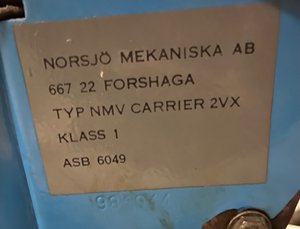 NORSJÖ MEKANISKA AB
667 22 FORSHAGA
TYP NMV CARRIER 2VX
KLASS 1
ASB 6049